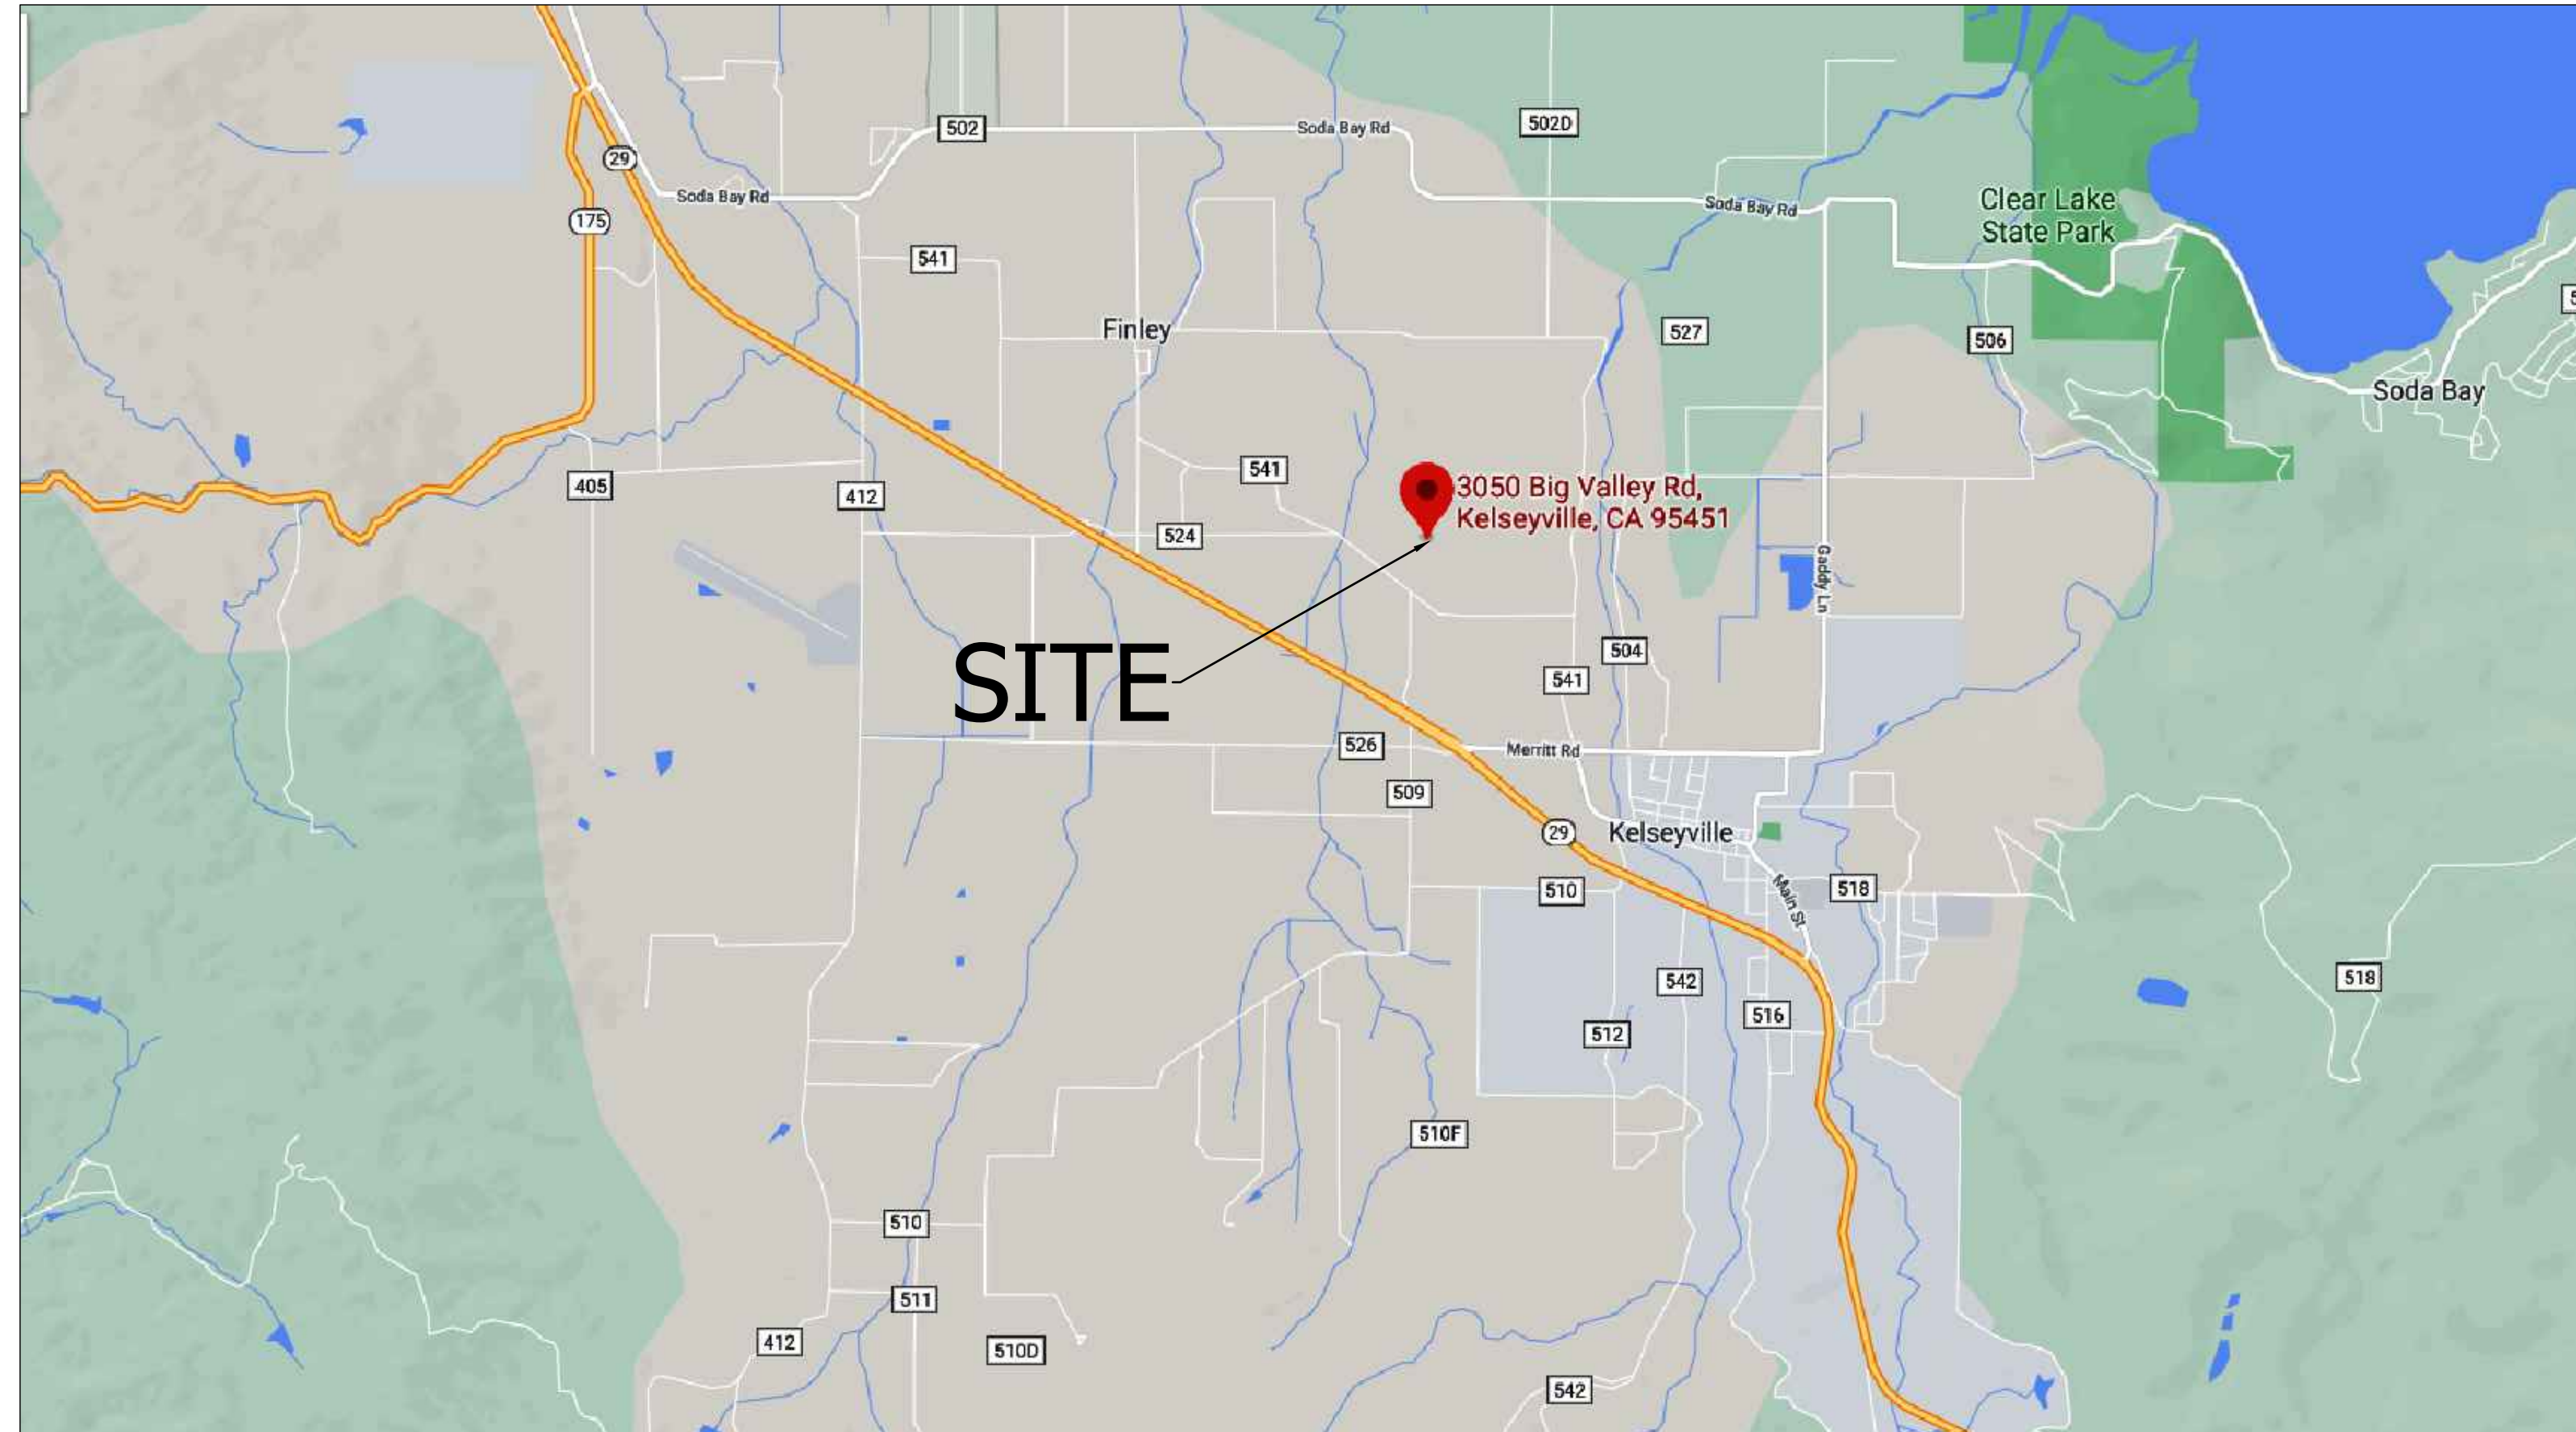 502
Soda Bay Rd
502D
29
Soda Bay Rd
Soda Bay Rd
Clear Lake
State Park
175
541
Finley
527
506
Soda Bay
405
412
541
3050 Big Valley Rd,
Kelseyville, CA 95451
524
Gaddy Ln
SITE
504
541
526
Merritt Rd
509
29
Kelseyville
510
Main St
518
542
518
516
512
510F
510
511
412
510D
542